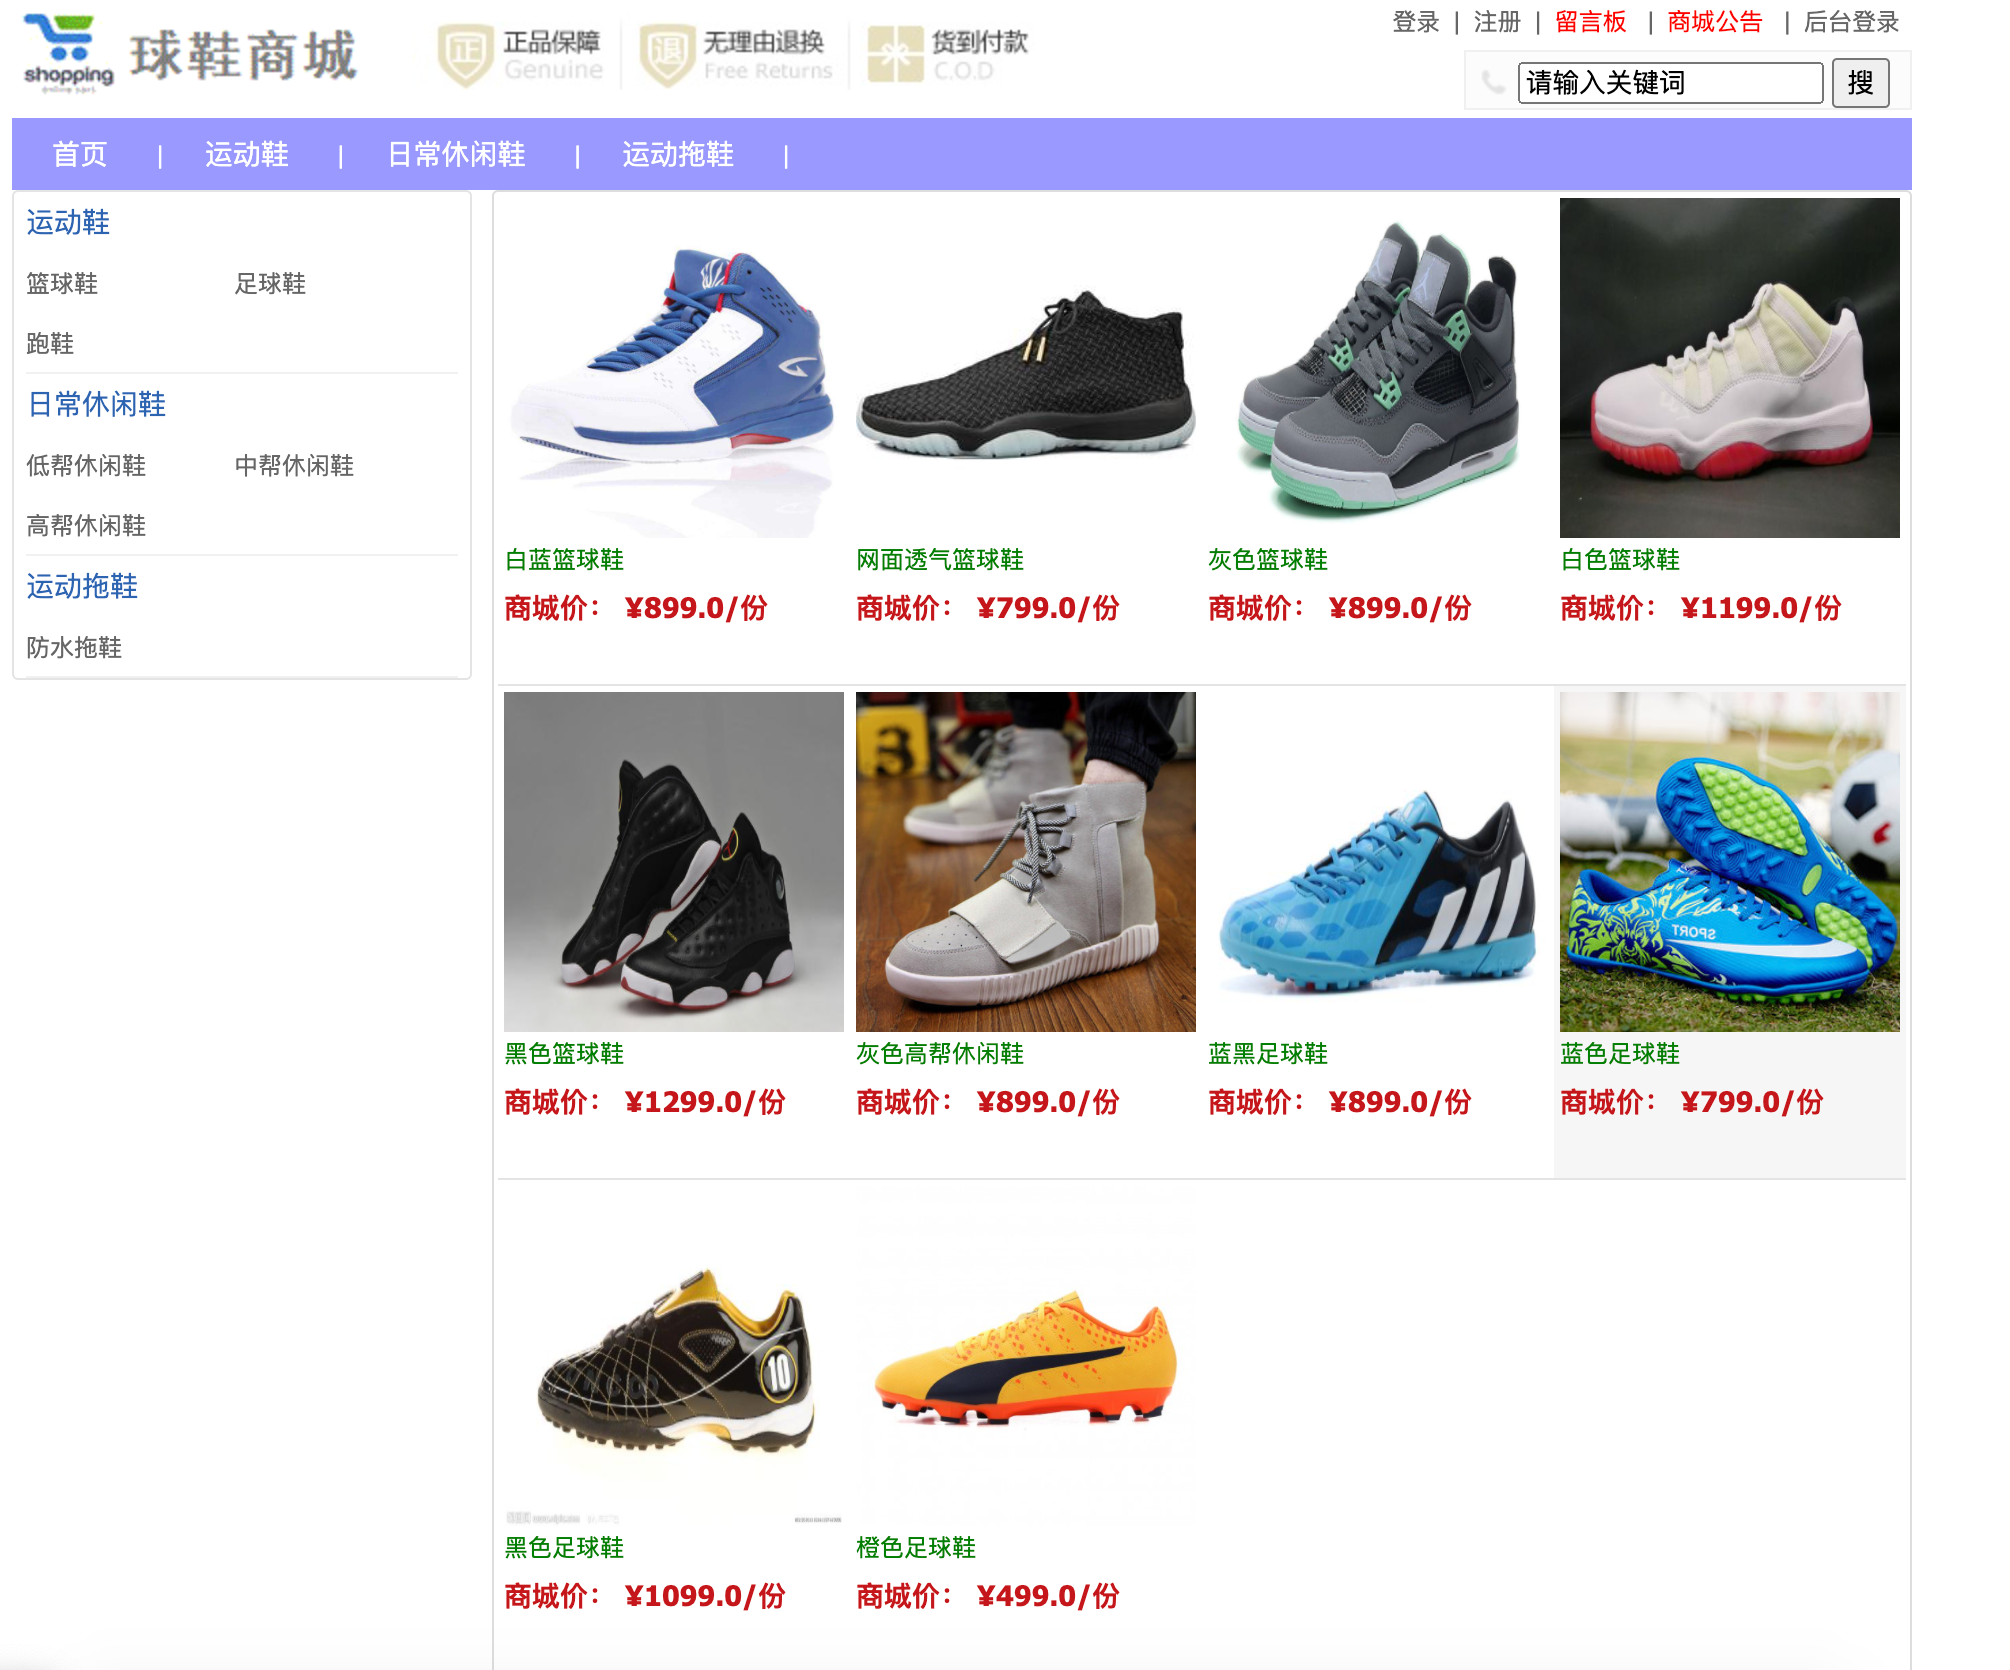 登录 | 注册 | 留言板 | 商城公告 | 后台登录
shopping
球鞋商城
正 正品保障 退 无理由退换 货到付款
Genuine Free Returns C.O.D
请输入关键词 搜
首页 | 运动鞋 | 日常休闲鞋 | 运动拖鞋 |
运动鞋
篮球鞋 足球鞋
跑鞋
日常休闲鞋
低帮休闲鞋 中帮休闲鞋
高帮休闲鞋
运动拖鞋
防水拖鞋
白蓝篮球鞋 网面透气篮球鞋 灰色篮球鞋 白色篮球鞋
商城价： ¥899.0/份 商城价： ¥799.0/份 商城价： ¥899.0/份 商城价： ¥1199.0/份
3
SPORT
黑色篮球鞋 灰色高帮休闲鞋 蓝黑足球鞋 蓝色足球鞋
商城价： ¥1299.0/份 商城价： ¥899.0/份 商城价： ¥899.0/份 商城价： ¥799.0/份
10
黑色足球鞋 橙色足球鞋
商城价： ¥1099.0/份 商城价： ¥499.0/份